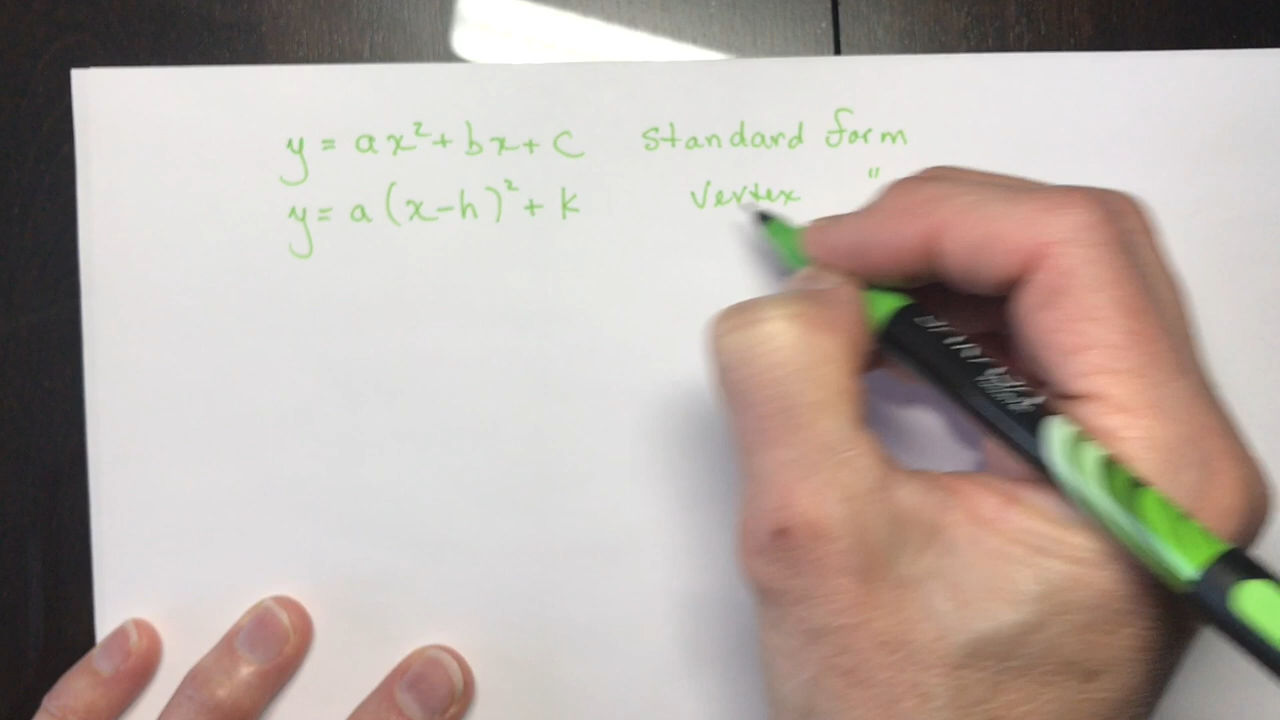 y = ax² + bx + c standard form
y = a(x-h)² + k vertex "